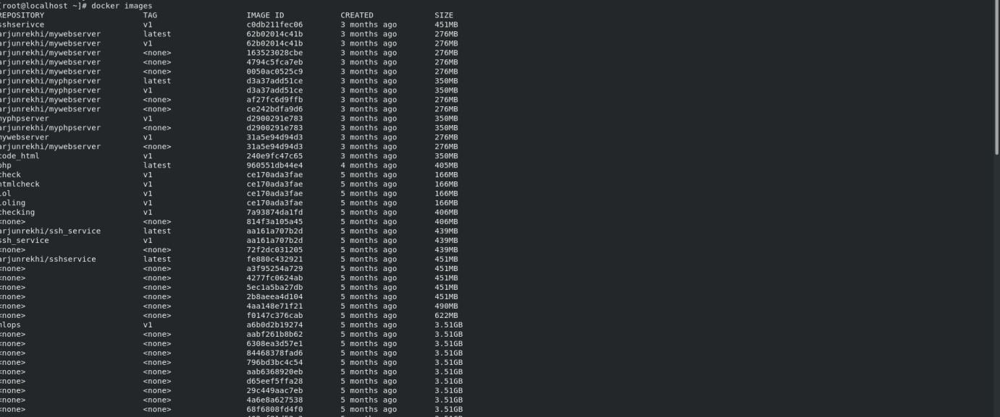 [root@localhost ~]# docker images
REPOSITORY TAG IMAGE ID CREATED SIZE
sshserivce v1 c0db211fec06 3 months ago 451MB
arjunrekhi/mywebserver latest 62b02014c41b 3 months ago 276MB
arjunrekhi/mywebserver v1 62b02014c41b 3 months ago 276MB
arjunrekhi/mywebserver <none> 163523028cbe 3 months ago 276MB
arjunrekhi/mywebserver <none> 4794c5fca7eb 3 months ago 276MB
arjunrekhi/mywebserver <none> 0050ac0525c9 3 months ago 276MB
arjunrekhi/myphpserver latest d3a37add51ce 3 months ago 350MB
arjunrekhi/myphpserver v1 d3a37add51ce 3 months ago 350MB
arjunrekhi/mywebserver <none> af27fc6d9ffb 3 months ago 276MB
arjunrekhi/mywebserver <none> ce242bdfa9d6 3 months ago 276MB
myphpserver v1 d2900291e783 3 months ago 350MB
arjunrekhi/myphpserver <none> d2900291e783 3 months ago 350MB
mywebserver v1 31a5e94d94d3 3 months ago 276MB
arjunrekhi/mywebserver <none> 31a5e94d94d3 3 months ago 276MB
code_html v1 240e9fc47c65 3 months ago 350MB
php latest 960551db44e4 4 months ago 405MB
check v1 ce170ada3fae 5 months ago 166MB
htmlcheck v1 ce170ada3fae 5 months ago 166MB
lol v1 ce170ada3fae 5 months ago 166MB
loling v1 ce170ada3fae 5 months ago 166MB
checking v1 7a93874da1fd 5 months ago 406MB
<none> <none> 814f3a105a45 5 months ago 406MB
arjunrekhi/ssh_service latest aa161a707b2d 5 months ago 439MB
ssh_service v1 aa161a707b2d 5 months ago 439MB
<none> <none> 72f2dc031205 5 months ago 439MB
arjunrekhi/sshservice latest fe880c432921 5 months ago 451MB
<none> <none> a3f95254a729 5 months ago 451MB
<none> <none> 4277fc0624ab 5 months ago 451MB
<none> <none> 5ec1a5ba27db 5 months ago 451MB
<none> <none> 2b8aeea4d104 5 months ago 451MB
<none> <none> 4aa148e71f21 5 months ago 490MB
<none> <none> f0147c376cab 5 months ago 622MB
mlops v1 a6b0d2b19274 5 months ago 3.51GB
<none> <none> aabf261b8b62 5 months ago 3.51GB
<none> <none> 6308ea3d57e1 5 months ago 3.51GB
<none> <none> 84468378fad6 5 months ago 3.51GB
<none> <none> 796bd3bc4c54 5 months ago 3.51GB
<none> <none> aab6368920eb 5 months ago 3.51GB
<none> <none> d65eef5ffa28 5 months ago 3.51GB
<none> <none> 29c449aac7eb 5 months ago 3.51GB
<none> <none> 4a6e8a627538 5 months ago 3.51GB
<none> <none> 68f6808fd4f0 5 months ago 3.51GB